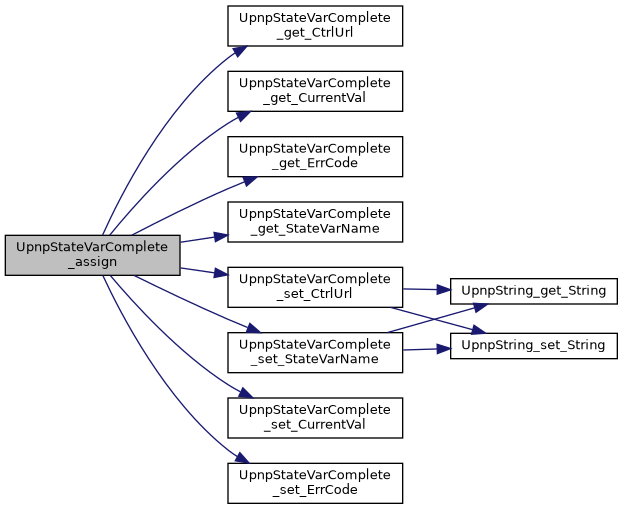 UpnpStateVarComplete
_assign
UpnpStateVarComplete
_get_CtrlUrl
UpnpStateVarComplete
_get_CurrentVal
UpnpStateVarComplete
_get_ErrCode
UpnpStateVarComplete
_get_StateVarName
UpnpStateVarComplete
_set_CtrlUrl
UpnpStateVarComplete
_set_StateVarName
UpnpStateVarComplete
_set_CurrentVal
UpnpStateVarComplete
_set_ErrCode
UpnpString_get_String
UpnpString_set_String